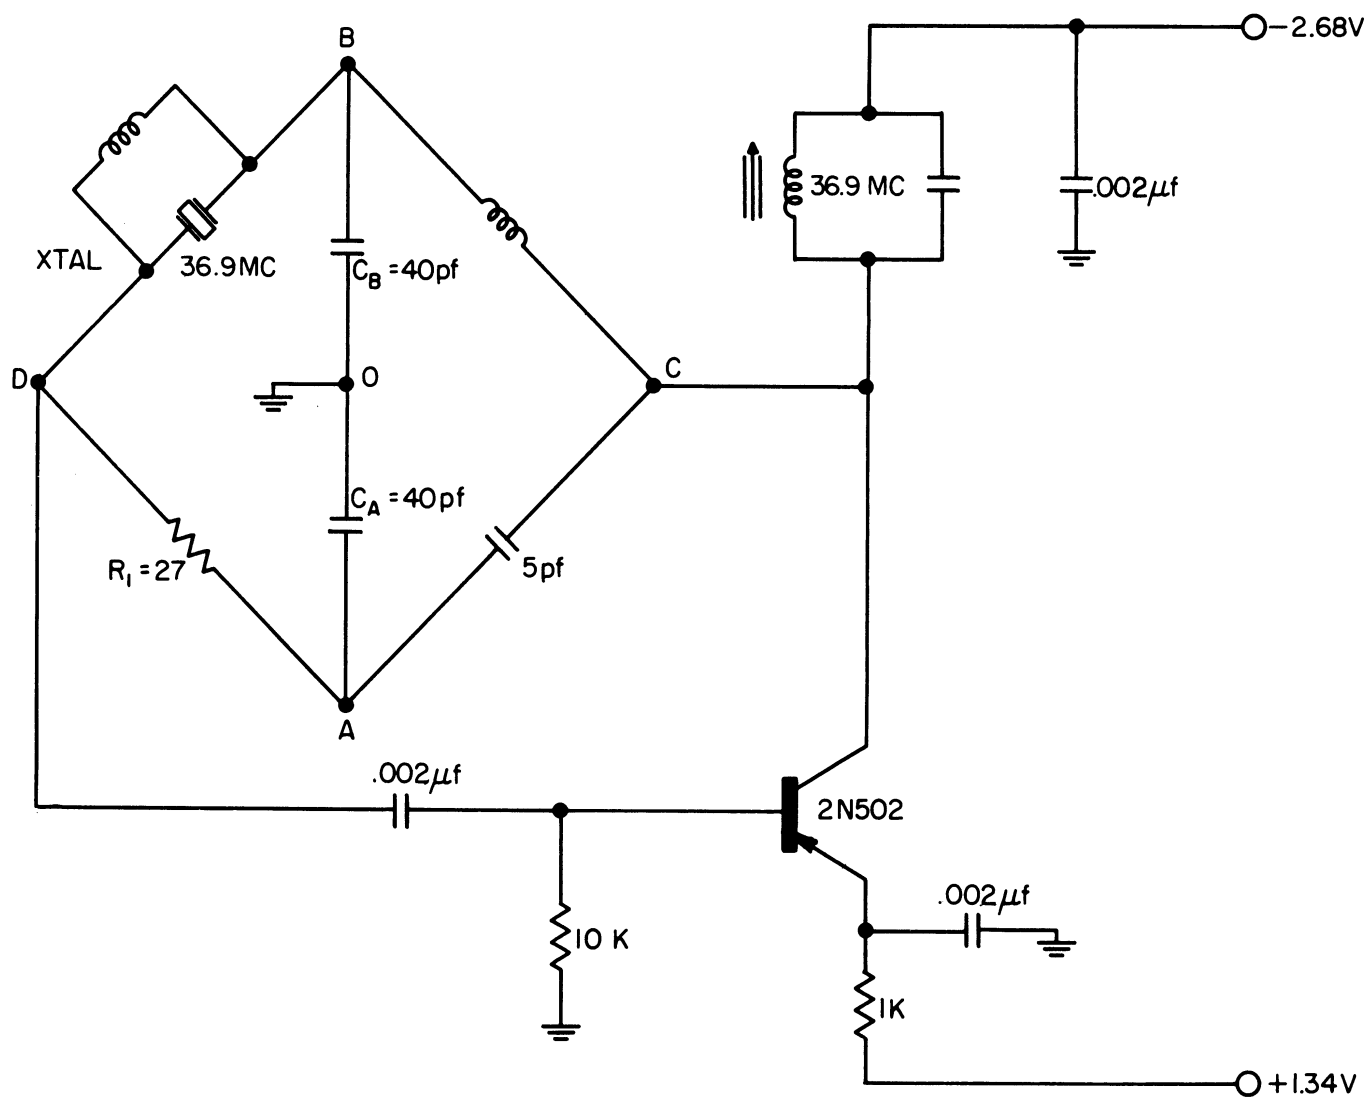 B
−2.68V
36.9 MC
.002μf
XTAL
36.9MC
C_B =40pf
D
O
C
C_A =40pf
R₁ =27
5pf
A
.002μf
2N502
.002μf
10 K
1K
+1.34V